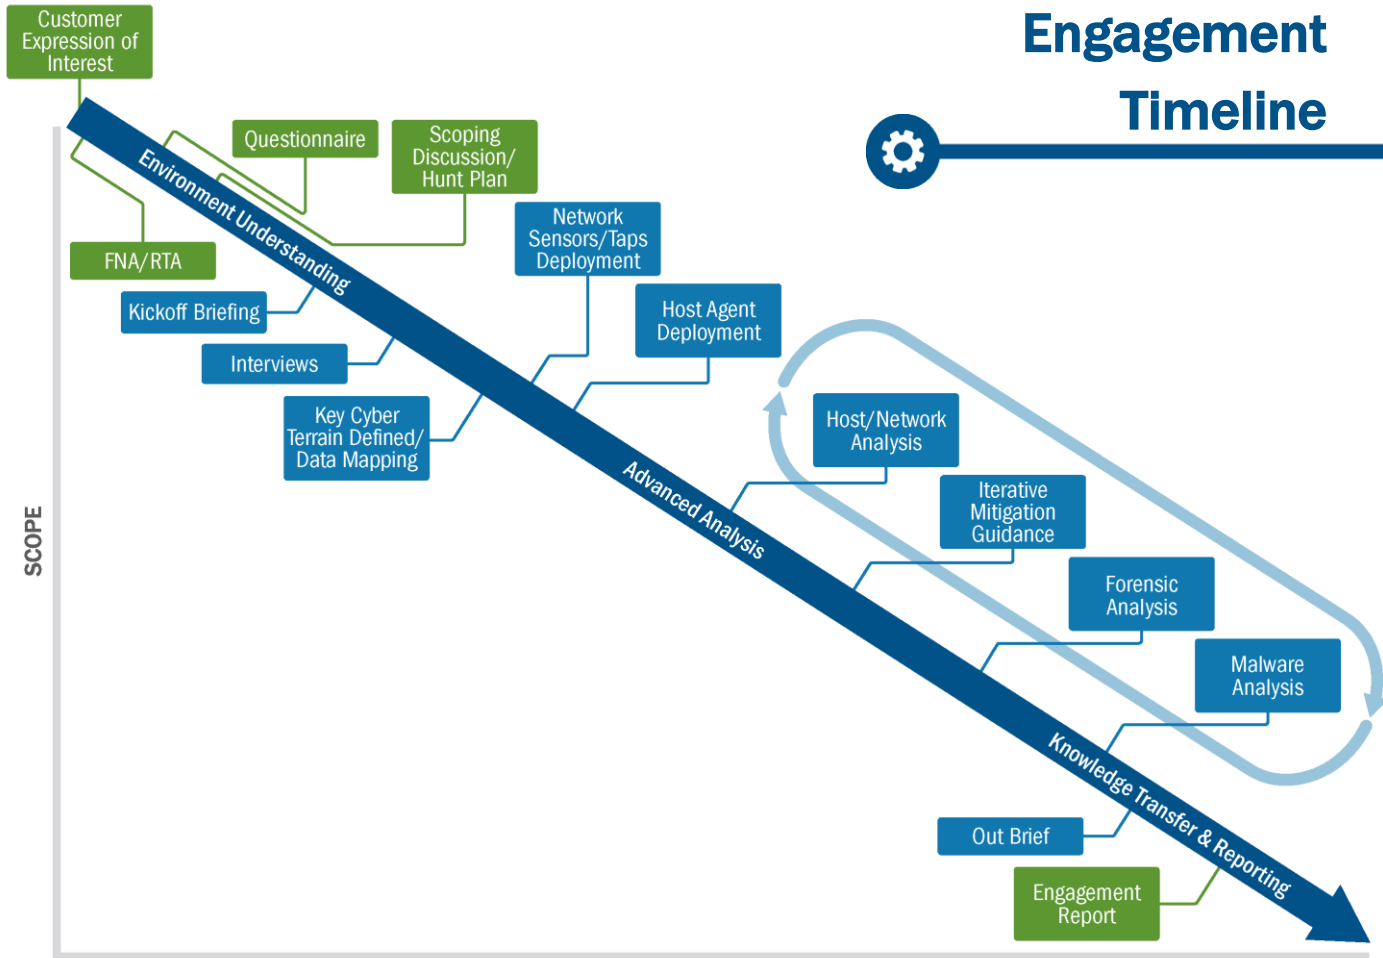 Engagement
Timeline
Customer
Expression of
Interest
Questionnaire
Scoping
Discussion/
Hunt Plan
FNA/RTA
Environment Understanding
Network
Sensors/Taps
Deployment
Kickoff Briefing
Host Agent
Deployment
Interviews
Key Cyber
Terrain Defined/
Data Mapping
Advanced Analysis
Host/Network
Analysis
Iterative
Mitigation
Guidance
Forensic
Analysis
Malware
Analysis
SCOPE
Knowledge Transfer & Reporting
Out Brief
Engagement
Report